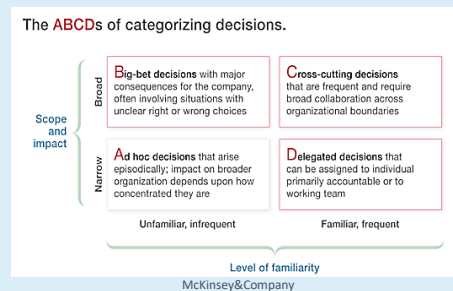 The ABCDs of categorizing decisions.
Scope
and
impact
Broad
Big-bet decisions with major
consequences for the company,
often involving situations with
unclear right or wrong choices
Cross-cutting decisions
that are frequent and require
broad collaboration across
organizational boundaries
Narrow
Ad hoc decisions that arise
episodically; impact on broader
organization depends upon how
concentrated they are
Delegated decisions that
can be assigned to individual
primarily accountable or to
working team
Unfamiliar, infrequent
Familiar, frequent
Level of familiarity
McKinsey&Company